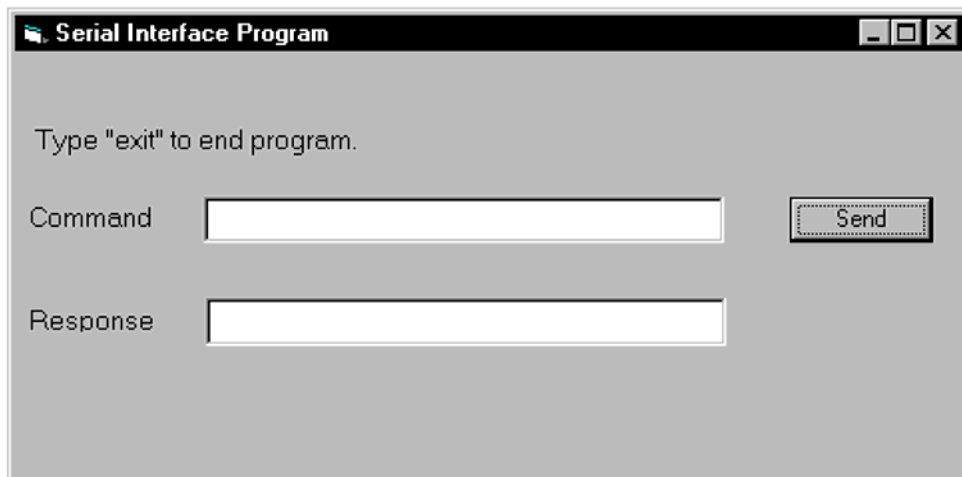 Serial Interface Program
Type "exit" to end program.
Command
Send
Response